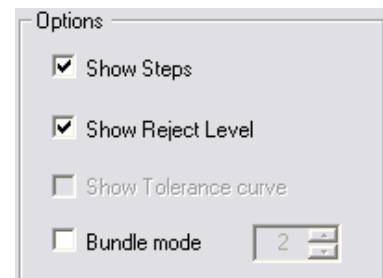 Options
Show Steps
Show Reject Level
Show Tolerance curve
Bundle mode 2